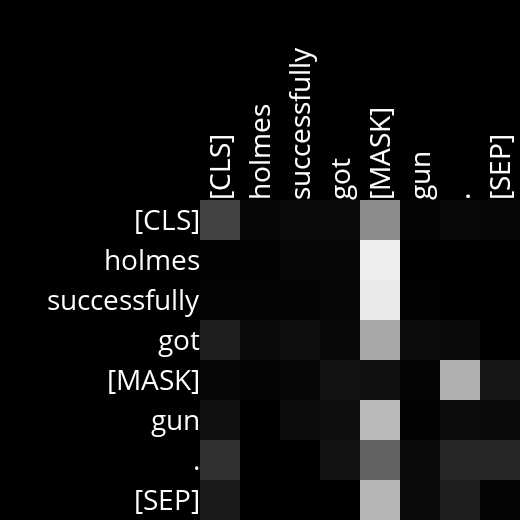 [CLS] holmes successfully got [MASK] gun . [SEP]
[CLS]
holmes
successfully
got
[MASK]
gun
.
[SEP]